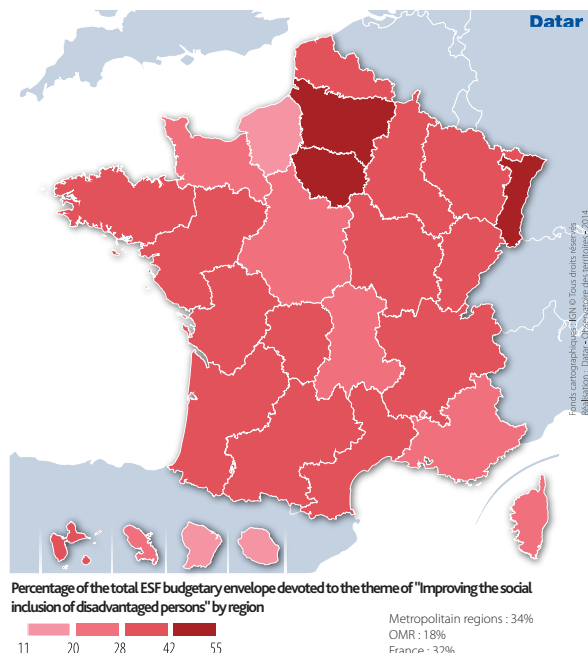 Datar
Fonds cartographiques : IGN © Tous droits réservés
Réalisation : Datar - Observatoire des territoires - 2014
Percentage of the total ESF budgetary envelope devoted to the theme of "Improving the social
inclusion of disadvantaged persons" by region
11 20 28 42 55
Metropolitain regions : 34%
OMR : 18%
France : 32%